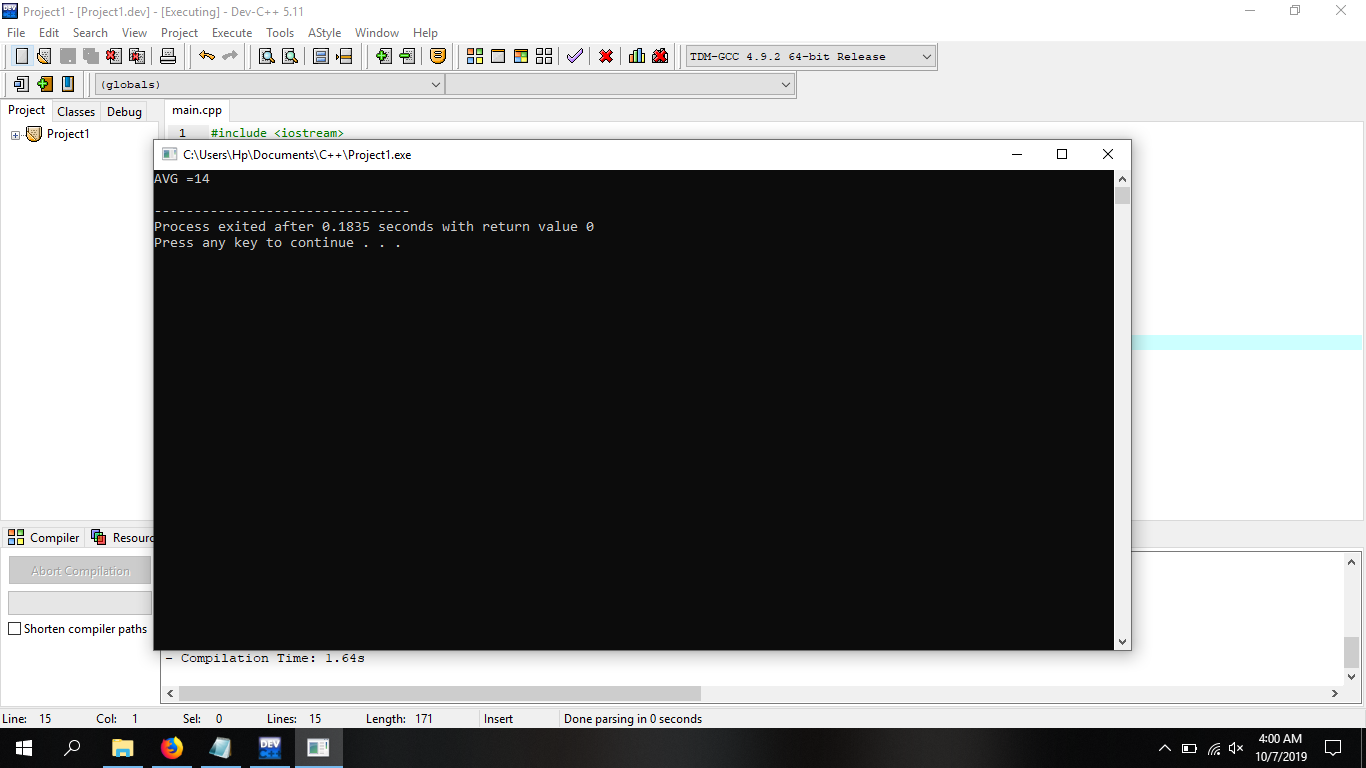 Project1 - [Project1.dev] - [Executing] - Dev-C++ 5.11
File Edit Search View Project Execute Tools AStyle Window Help
TDM-GCC 4.9.2 64-bit Release
(globals)
Project Classes Debug
main.cpp
Project1
1 #include <iostream>
C:\Users\Hp\Documents\C++\Project1.exe
AVG =14
--------------------------------
Process exited after 0.1835 seconds with return value 0
Press any key to continue . . .
Compiler
Resourc
Abort Compilation
Shorten compiler paths
- Compilation Time: 1.64s
Line: 15 Col: 1 Sel: 0 Lines: 15 Length: 171 Insert Done parsing in 0 seconds
DEV
4:00 AM
10/7/2019